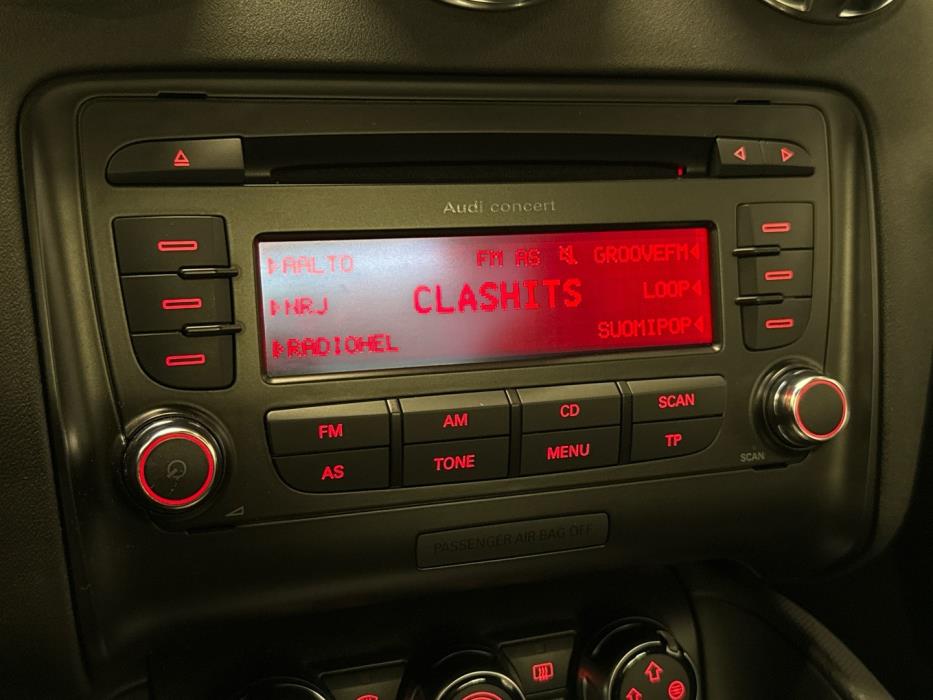 Audi concert
AALTO FM AS GROOVEFM
NRJ CLASHITS LOOP
RADIOHEL SUOMIPOP
FM AM CD SCAN
AS TONE MENU TP
SCAN
PASSENGER AIR BAG OFF